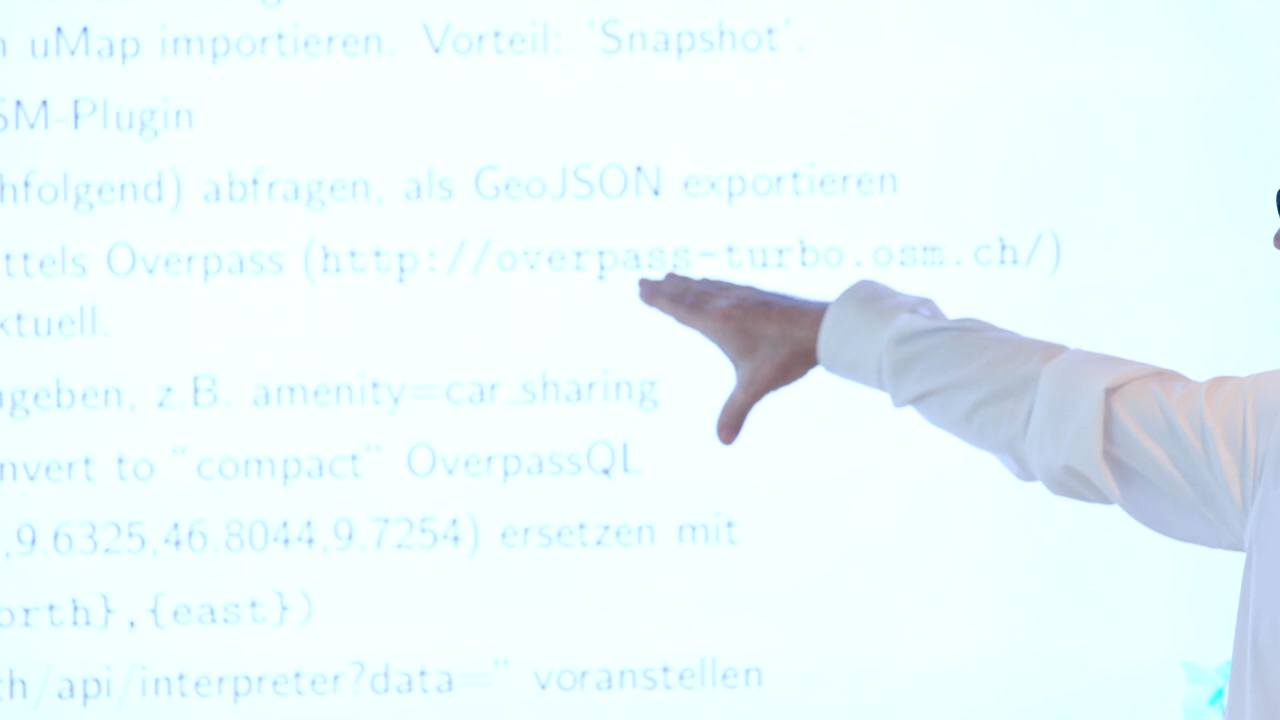 uMap importieren. Vorteil: 'Snapshot'.
SM-Plugin
hfolgend) abfragen, als GeoJSON exportieren
ttels Overpass (http://overpass-turbo.osm.ch/)
ktuell.
geben, z.B. amenity=car_sharing
nvert to "compact" OverpassQL
,9.6325,46.8044,9.7254) ersetzen mit
orth},{east})
ch/api/interpreter?data=" voranstellen